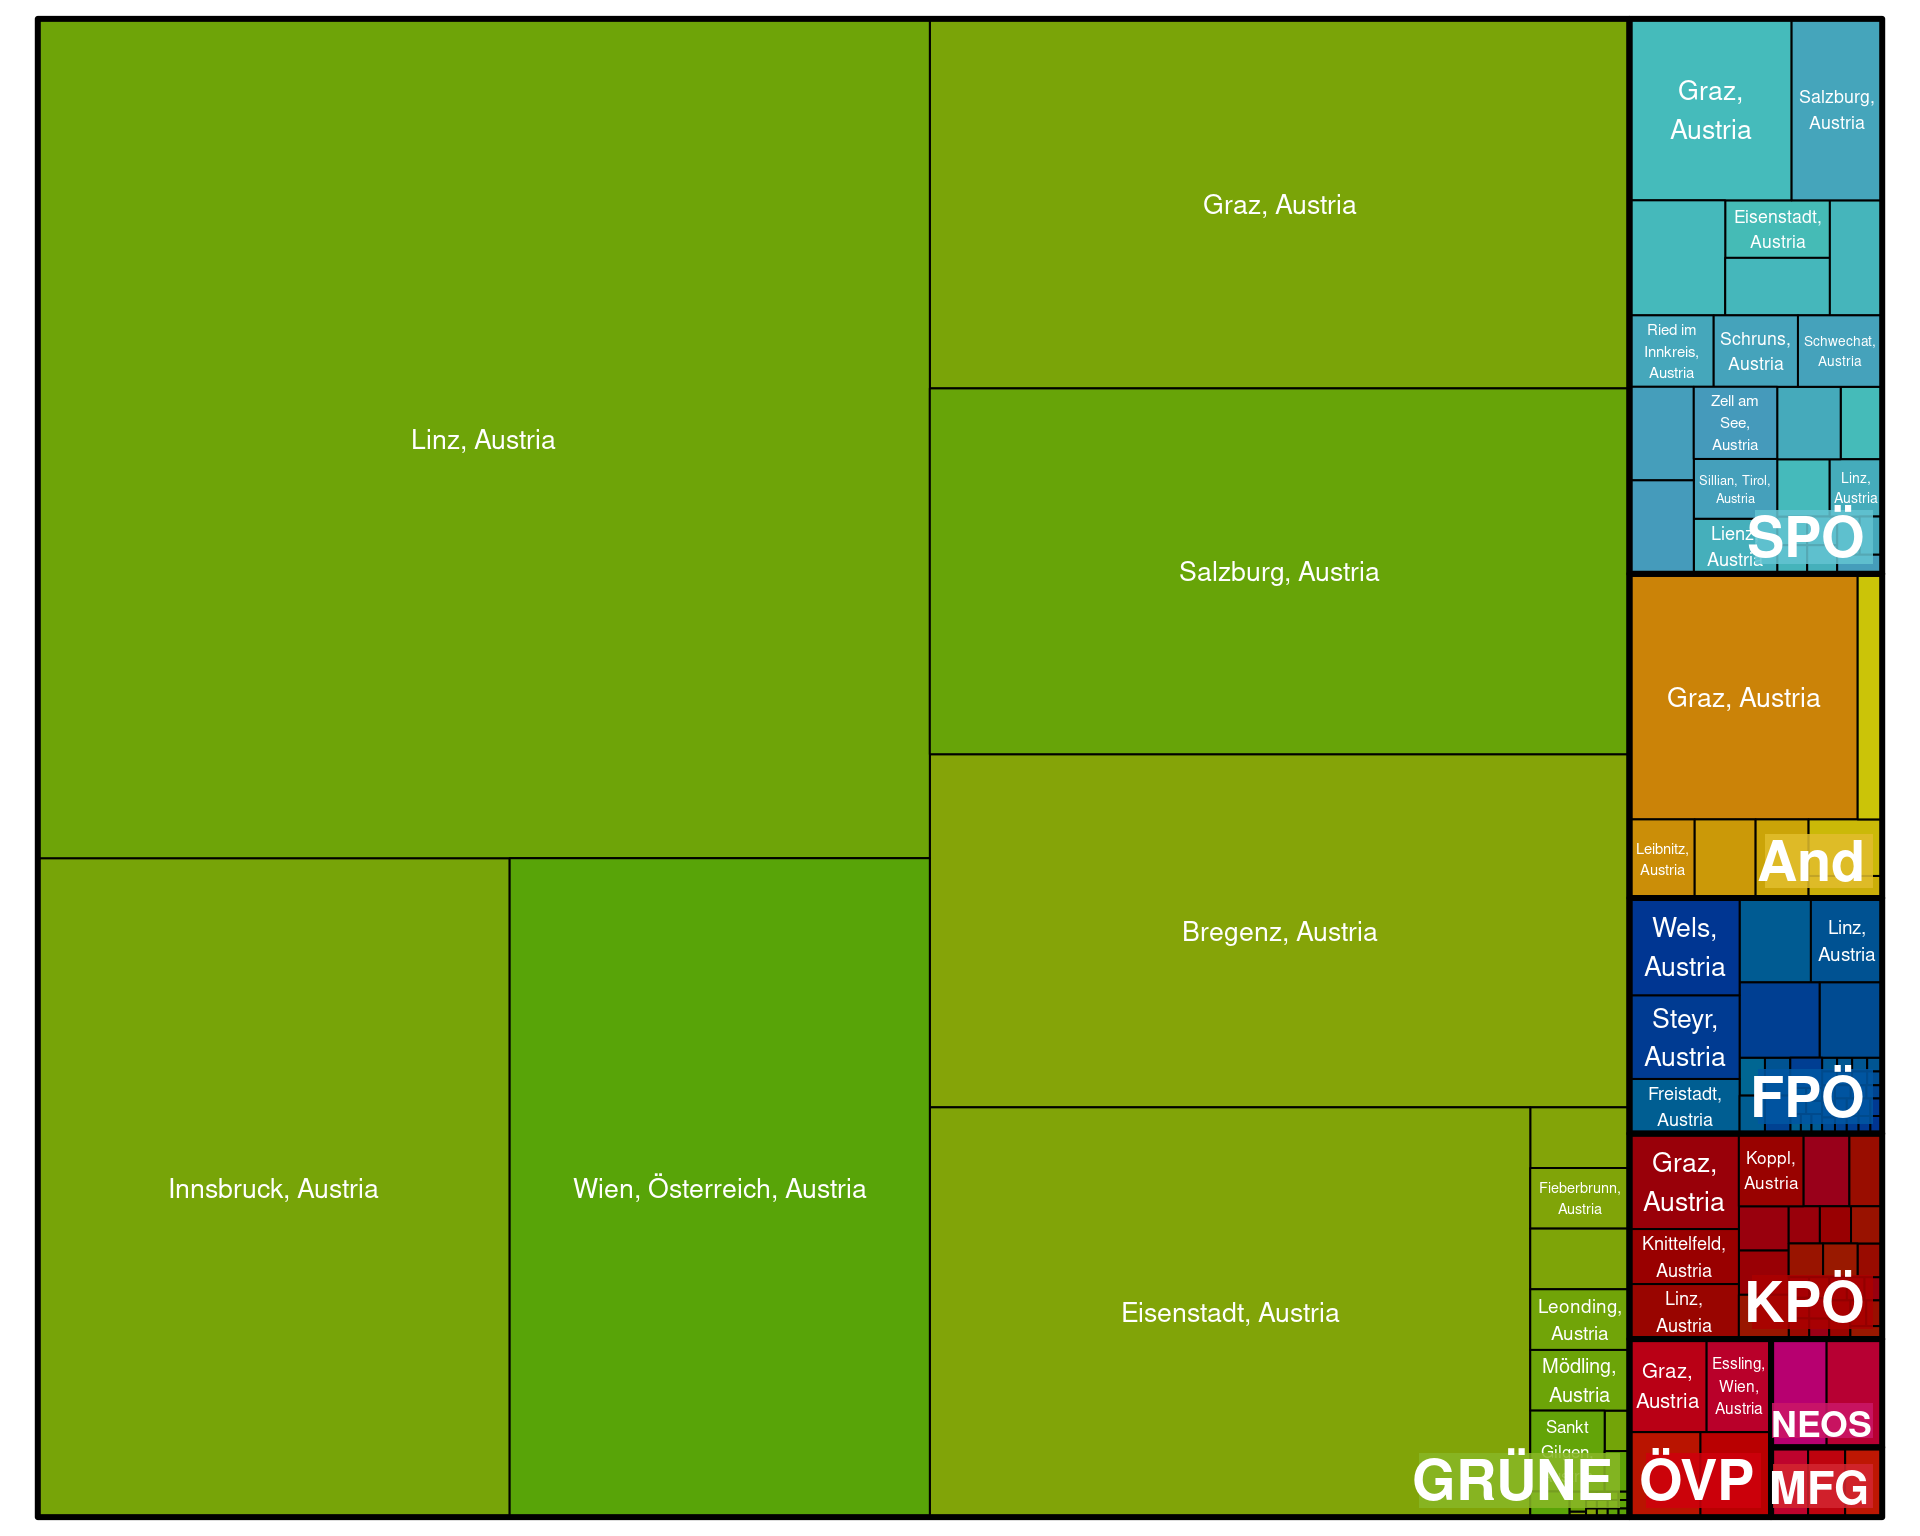 Linz, Austria
Innsbruck, Austria
Wien, Österreich, Austria
Graz, Austria
Salzburg, Austria
Bregenz, Austria
Eisenstadt, Austria
Fieberbrunn,
Austria
Leonding,
Austria
Mödling,
Austria
Sankt
Gilgen,
GRÜNE
Graz,
Austria
Salzburg,
Austria
Eisenstadt,
Austria
Ried im
Innkreis,
Austria
Schruns,
Austria
Schwechat,
Austria
Zell am
See,
Austria
Sillian, Tirol,
Austria
Linz,
Austria
Lienz,
Austria
SPÖ
Graz, Austria
Leibnitz,
Austria
And
Wels,
Austria
Linz,
Austria
Steyr,
Austria
Freistadt,
Austria
FPÖ
Graz,
Austria
Koppl,
Austria
Knittelfeld,
Austria
Linz,
Austria
KPÖ
Graz,
Austria
Essling,
Wien,
Austria
ÖVP
NEOS
MFG